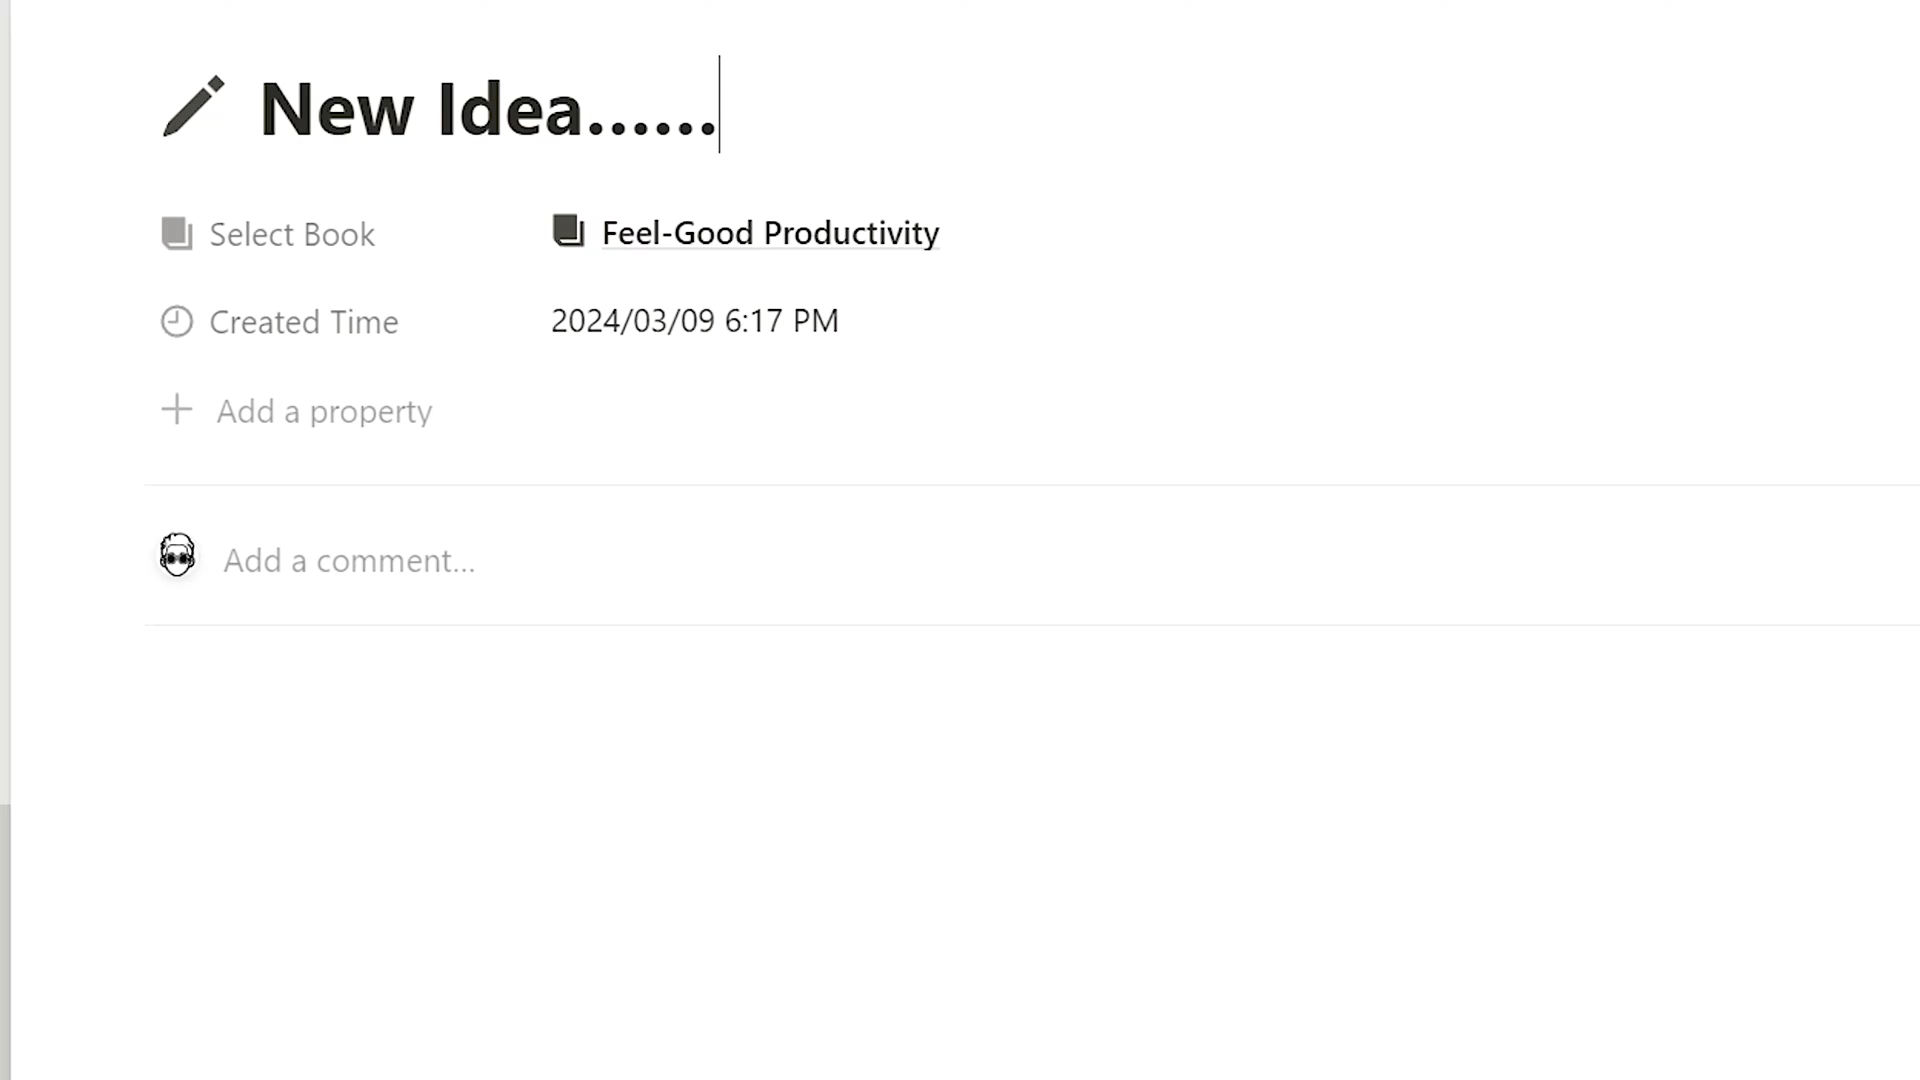 New Idea......
Select Book Feel-Good Productivity
Created Time 2024/03/09 6:17 PM
Add a property
Add a comment...